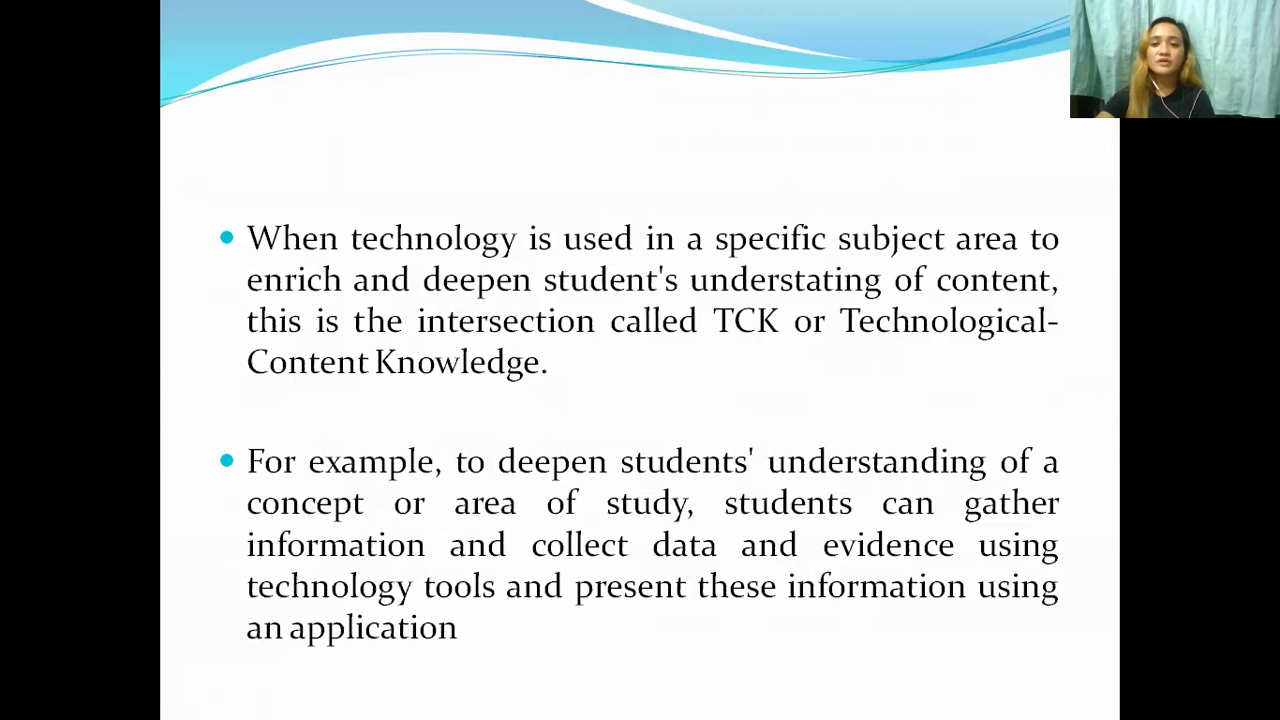 When technology is used in a specific subject area to
enrich and deepen student's understating of content,
this is the intersection called TCK or Technological-
Content Knowledge.
For example, to deepen students' understanding of a
concept or area of study, students can gather
information and collect data and evidence using
technology tools and present these information using
an application